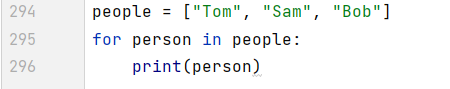 294 people = ["Tom", "Sam", "Bob"]
295 for person in people:
296     print(person)